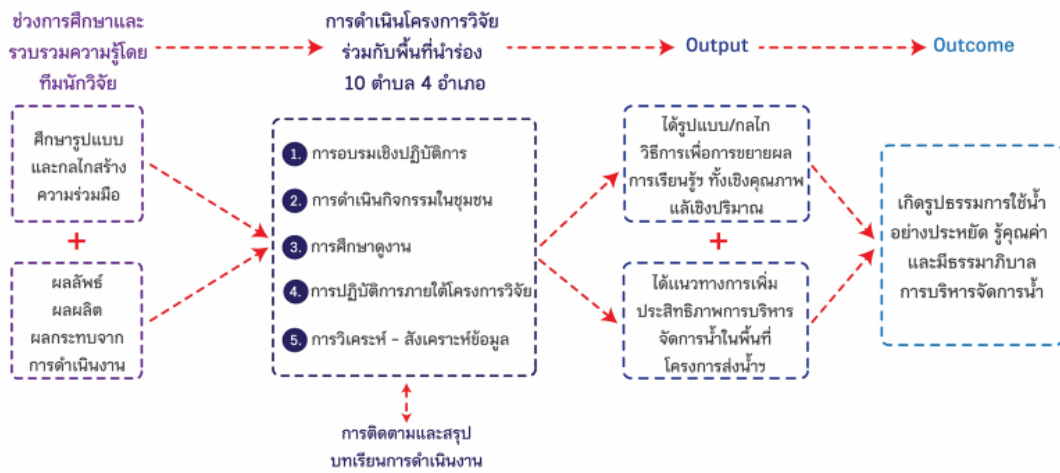 ช่วงการศึกษาและ
รวบรวมความรู้โดย
ทีมนักวิจัย
การดำเนินโครงการวิจัย
ร่วมกับพื้นที่นำร่อง
10 ตำบล 4 อำเภอ
Output
Outcome
ศึกษารูปแบบ
และกลไกสร้าง
ความร่วมมือ
+
ผลลัพธ์
ผลผลิต
ผลกระทบจาก
การดำเนินงาน
1. การอบรมเชิงปฏิบัติการ
2. การดำเนินกิจกรรมในชุมชน
3. การศึกษาดูงาน
4. การปฏิบัติการภายใต้โครงการวิจัย
5. การวิเคระห์ - สังเคราะห์ข้อมูล
การติดตามและสรุป
บทเรียนการดำเนินงาน
ได้รูปแบบ/กลไก
วิธีการเพื่อการขยายผล
การเรียนรู้ฯ ทั้งเชิงคุณภาพ
แล้เชิงปริมาณ
+
ได้แนวทางการเพิ่ม
ประสิทธิภาพการบริหาร
จัดการน้ำในพื้นที่
โครงการส่งน้ำฯ
เกิดรูปธรรมการใช้น้ำ
อย่างประหยัด รู้คุณค่า
และมีธรรมาภิบาล
การบริหารจัดการน้ำ